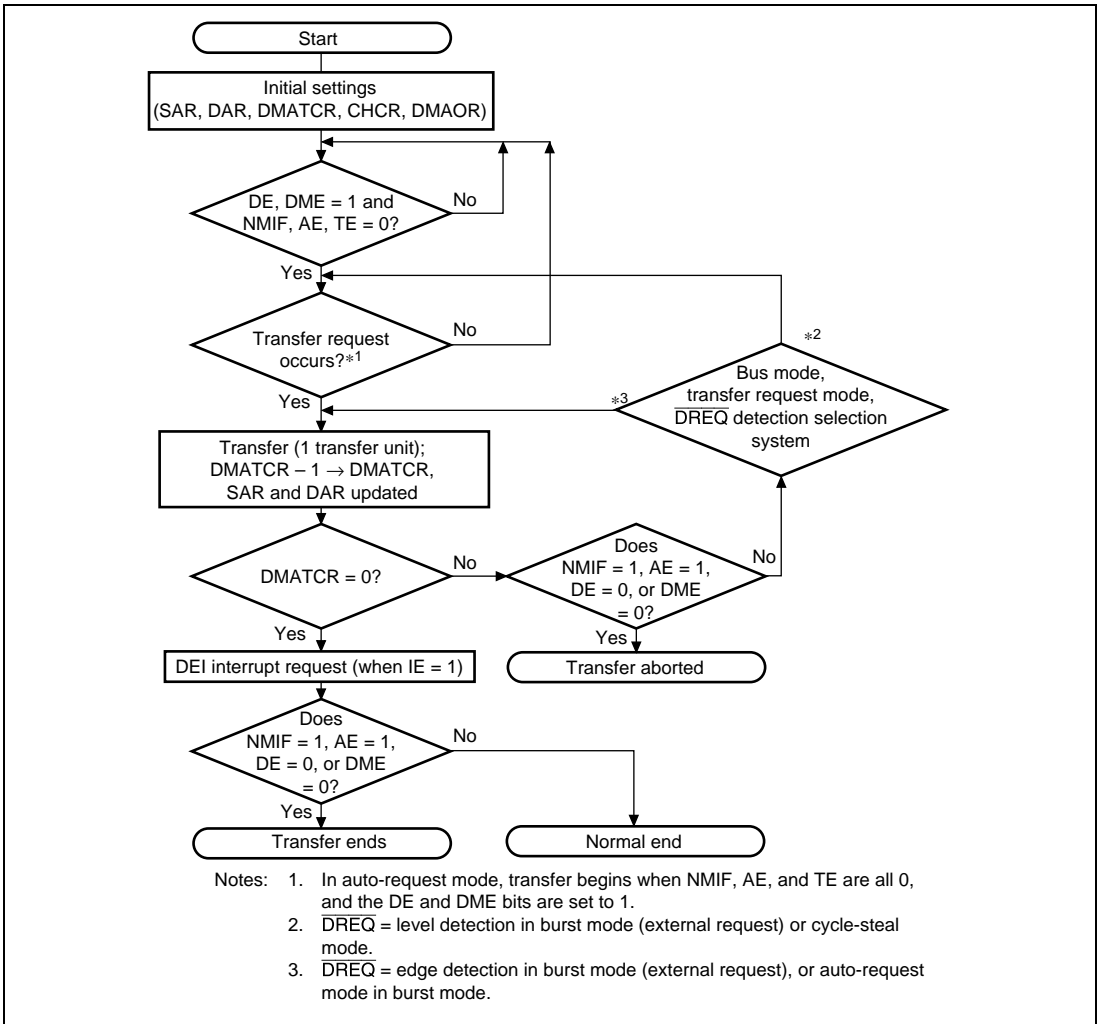 Start
Initial settings
(SAR, DAR, DMATCR, CHCR, DMAOR)
DE, DME = 1 and
NMIF, AE, TE = 0?
No
Yes
Transfer request
occurs?*1
No
Yes
*2
Bus mode,
transfer request mode,
DREQ detection selection
system
*3
Transfer (1 transfer unit);
DMATCR – 1 → DMATCR,
SAR and DAR updated
DMATCR = 0?
No
Does
NMIF = 1, AE = 1,
DE = 0, or DME
= 0?
No
Yes
Yes
Transfer aborted
DEI interrupt request (when IE = 1)
Does
NMIF = 1, AE = 1,
DE = 0, or DME
= 0?
No
Yes
Transfer ends
Normal end
Notes: 1. In auto-request mode, transfer begins when NMIF, AE, and TE are all 0,
and the DE and DME bits are set to 1.
2. DREQ = level detection in burst mode (external request) or cycle-steal
mode.
3. DREQ = edge detection in burst mode (external request), or auto-request
mode in burst mode.